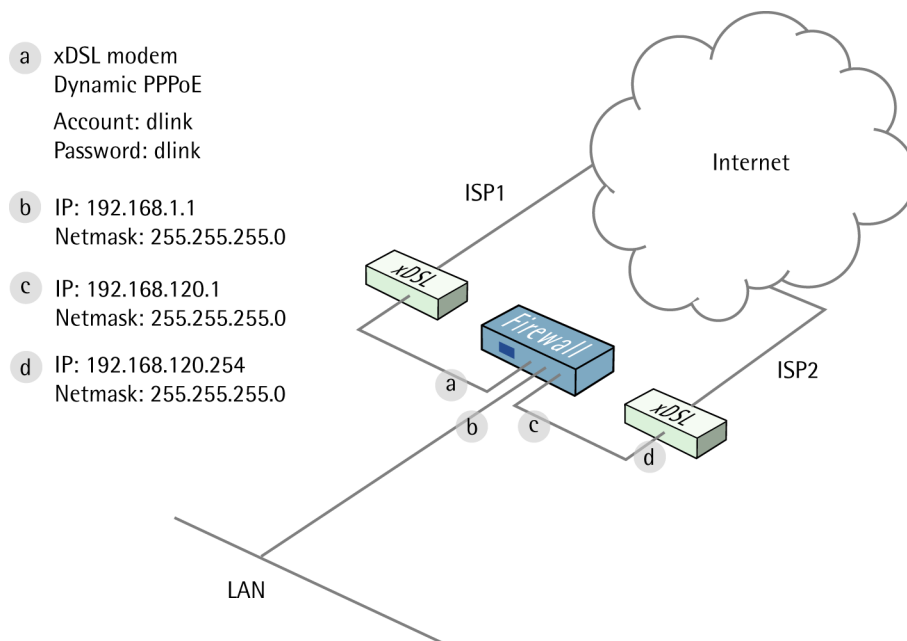 a xDSL modem
Dynamic PPPoE
Account: dlink
Password: dlink
b IP: 192.168.1.1
Netmask: 255.255.255.0
c IP: 192.168.120.1
Netmask: 255.255.255.0
d IP: 192.168.120.254
Netmask: 255.255.255.0
Internet
ISP1
xDSL
Firewall
a
b
c
ISP2
xDSL
d
LAN